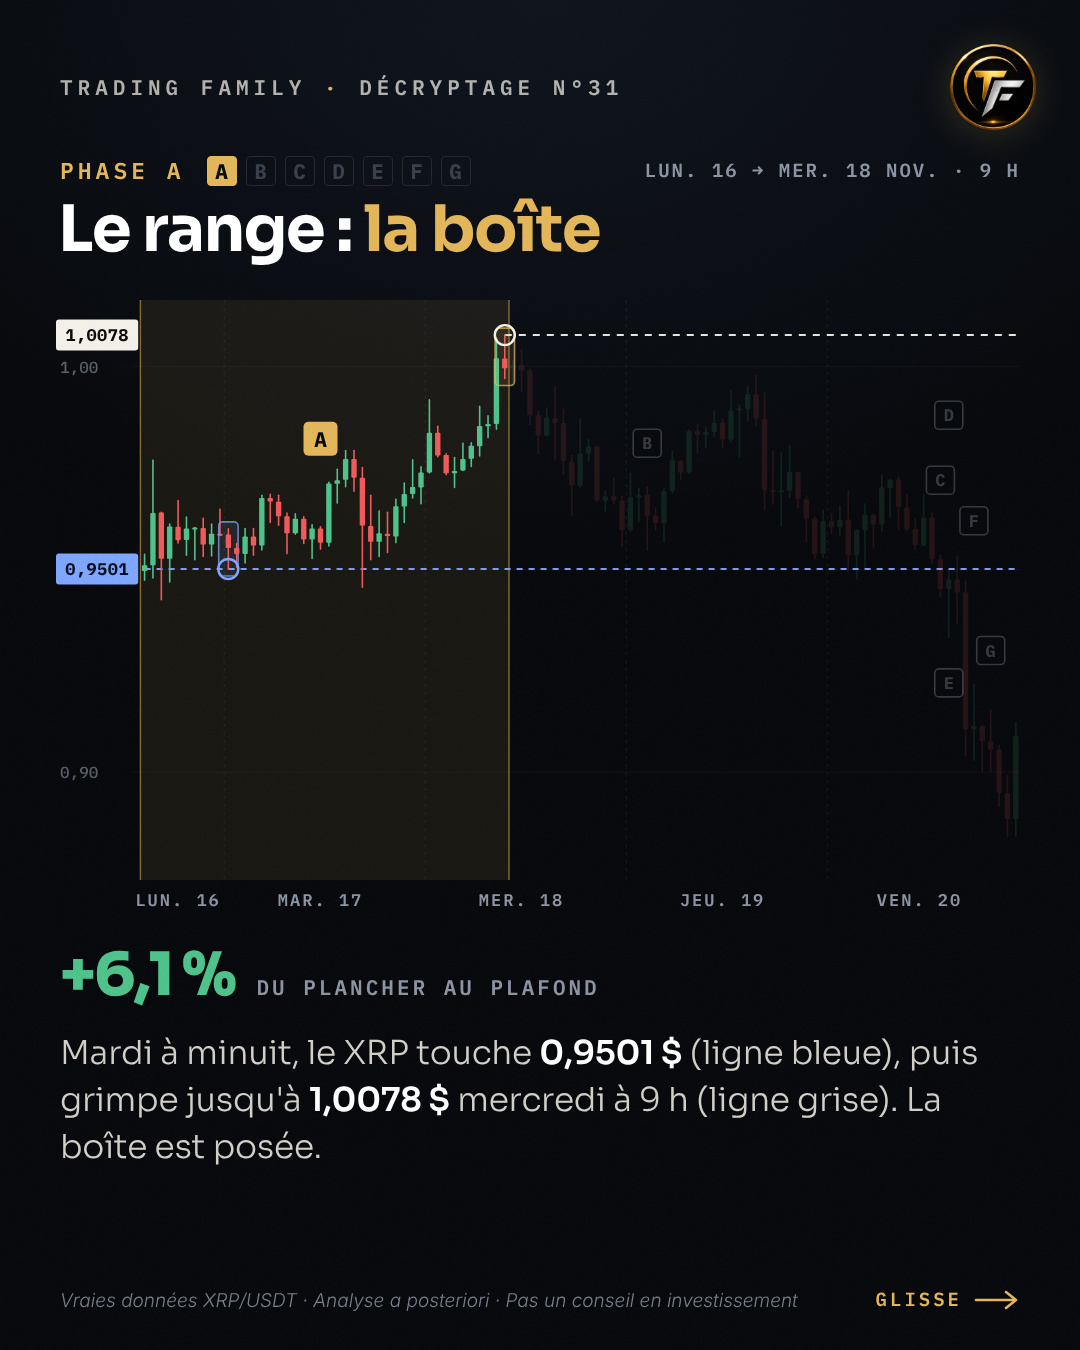 TRADING FAMILY · DÉCRYPTAGE N°31
TF
PHASE A A B C D E F G
LUN. 16 → MER. 18 NOV. · 9 H
Le range : la boîte
1,0078
1,00
A
B
D
C
F
0,9501
G
E
0,90
LUN. 16 MAR. 17 MER. 18 JEU. 19 VEN. 20
+6,1 % DU PLANCHER AU PLAFOND
Mardi à minuit, le XRP touche 0,9501 $ (ligne bleue), puis
grimpe jusqu'à 1,0078 $ mercredi à 9 h (ligne grise). La
boîte est posée.
Vraies données XRP/USDT · Analyse a posteriori · Pas un conseil en investissement
GLISSE →